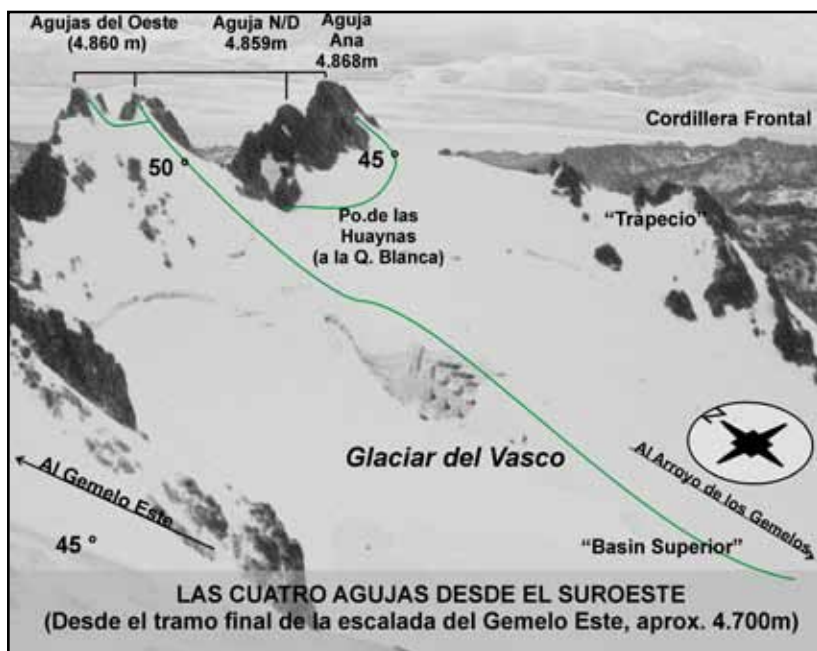 Agujas del Oeste
(4.860 m)
Aguja N/D
4.859m
Aguja
Ana
4.868m
Cordillera Frontal
50 °
45 °
Po.de las
Huaynas
(a la Q. Blanca)
"Trapecio"
Glaciar del Vasco
N
Al Arroyo de los Gemelos
Al Gemelo Este
45 °
"Basin Superior"
LAS CUATRO AGUJAS DESDE EL SUROESTE
(Desde el tramo final de la escalada del Gemelo Este, aprox. 4.700m)